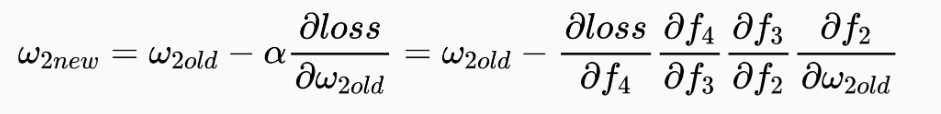 ω₂ₙₑw = ω₂ₒₗd − α ∂loss/∂ω₂ₒₗd = ω₂ₒₗd − ∂loss/∂f₄ ∂f₄/∂f₃ ∂f₃/∂f₂ ∂f₂/∂ω₂ₒₗd